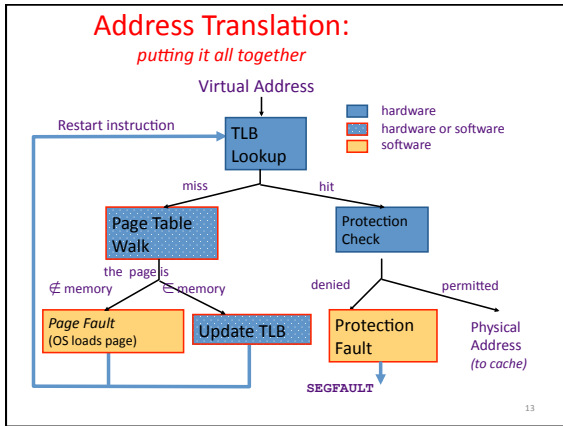 Address Translation:
putting it all together
Virtual Address
hardware
hardware or software
software
Restart instruction
TLB
Lookup
miss
hit
Page Table
Walk
Protection
Check
the page is
∉ memory
∈ memory
denied
permitted
Page Fault
(OS loads page)
Update TLB
Protection
Fault
Physical
Address
(to cache)
SEGFAULT
13